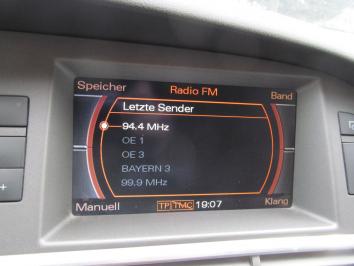 Speicher Radio FM Band
Letzte Sender
94.4 MHz
OE 1
OE 3
BAYERN 3
99.9 MHz
Manuell TP TMC 19:07 Klang
+